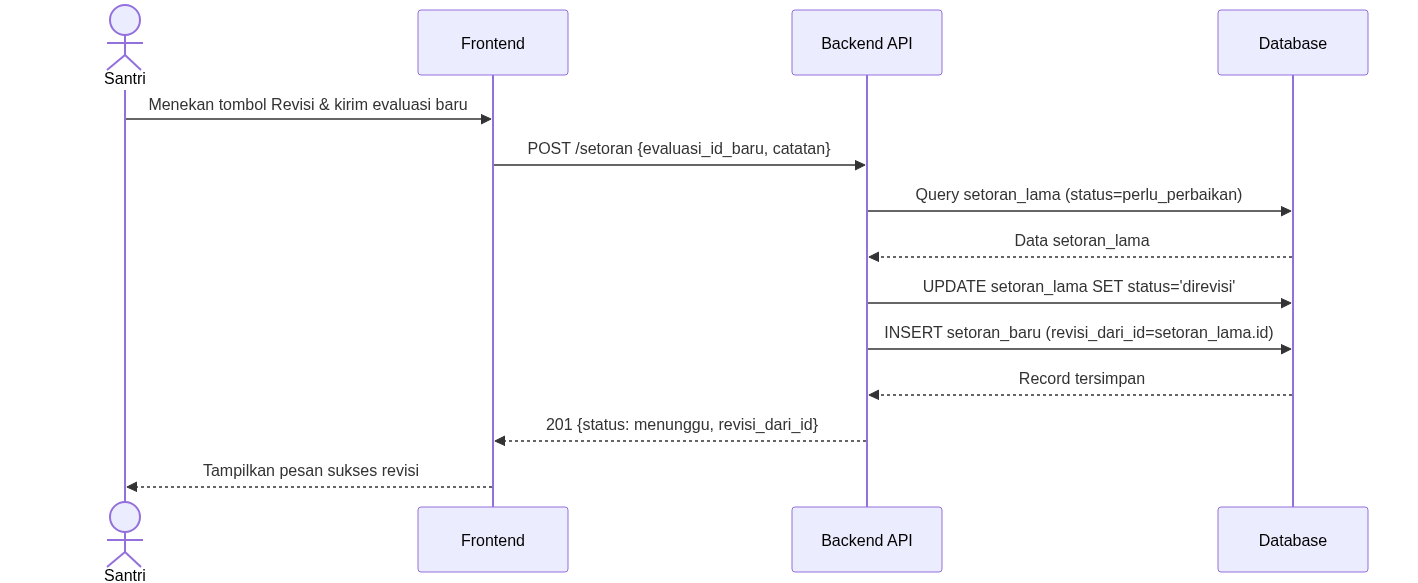 Santri
Frontend
Backend API
Database
Menekan tombol Revisi & kirim evaluasi baru
POST /setoran {evaluasi_id_baru, catatan}
Query setoran_lama (status=perlu_perbaikan)
Data setoran_lama
UPDATE setoran_lama SET status='direvisi'
INSERT setoran_baru (revisi_dari_id=setoran_lama.id)
Record tersimpan
201 {status: menunggu, revisi_dari_id}
Tampilkan pesan sukses revisi
Santri
Frontend
Backend API
Database